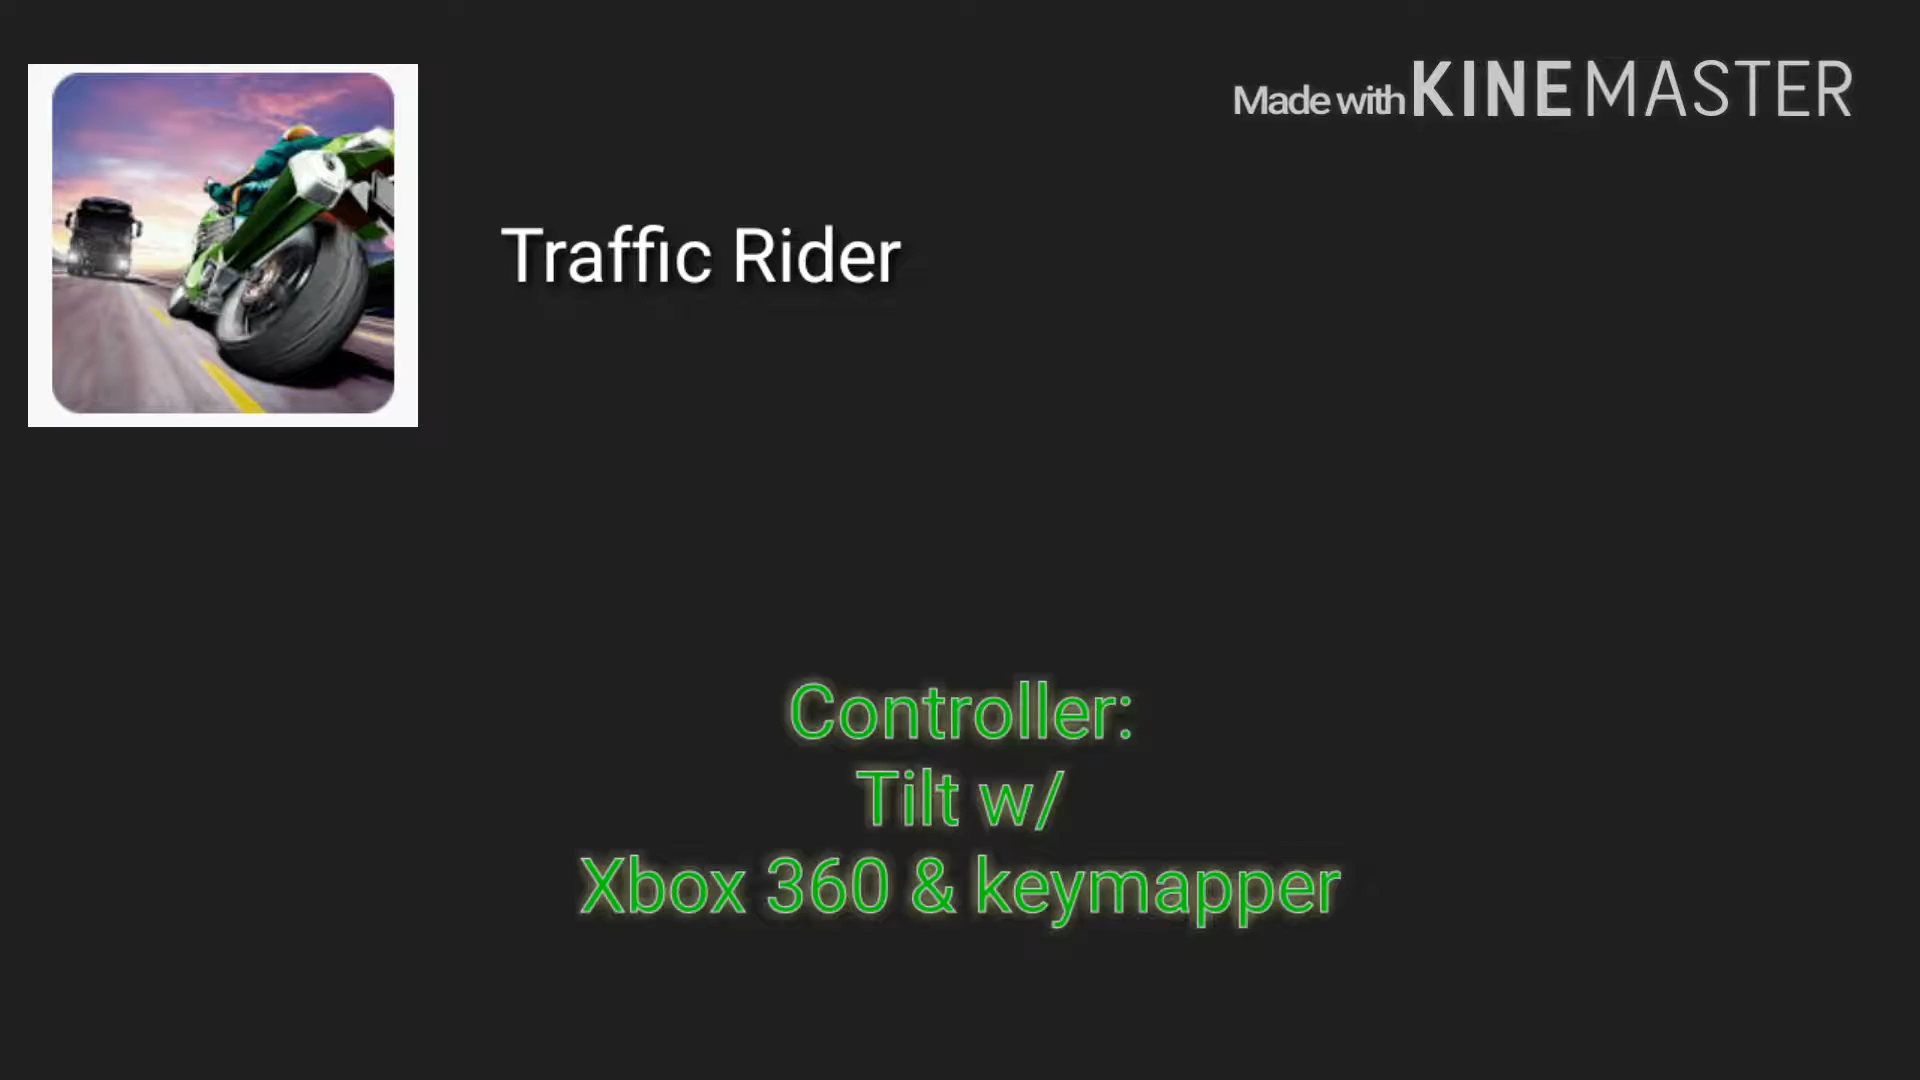 Made with KINEMASTER
Traffic Rider
Controller:
Tilt w/
Xbox 360 & keymapper